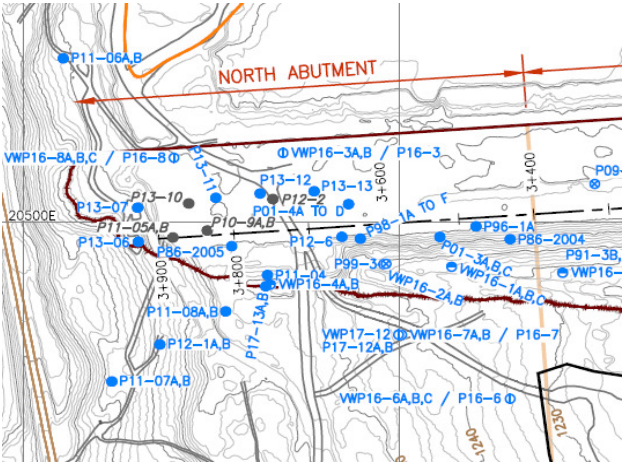 P11-06A,B
NORTH ABUTMENT
VWP16-8A,B,C / P16-8
P13-11
VWP16-3A,B / P16-3
3+600
3+400
P09-
P13-10
P13-12
P12-2
P13-13
P13-07
P01-4A TO D
20500E
P11-05A,B
P10-9A,B
P98-1A TO F
P96-1A
P13-06
P86-2005
P12-6
P86-2004
P01-3A,B,C
P91-3B,
P99-3
3+900
3+800
P11-04
VWP16-4A,B
VWP16-2A,B
VWP16-1A,B,C
VWP16-
P11-08A,B
P17-13A,B
VWP17-12
VWP16-7A,B / P16-7
P12-1A,B
P17-12A,B
P11-07A,B
VWP16-6A,B,C / P16-6
1240
1230